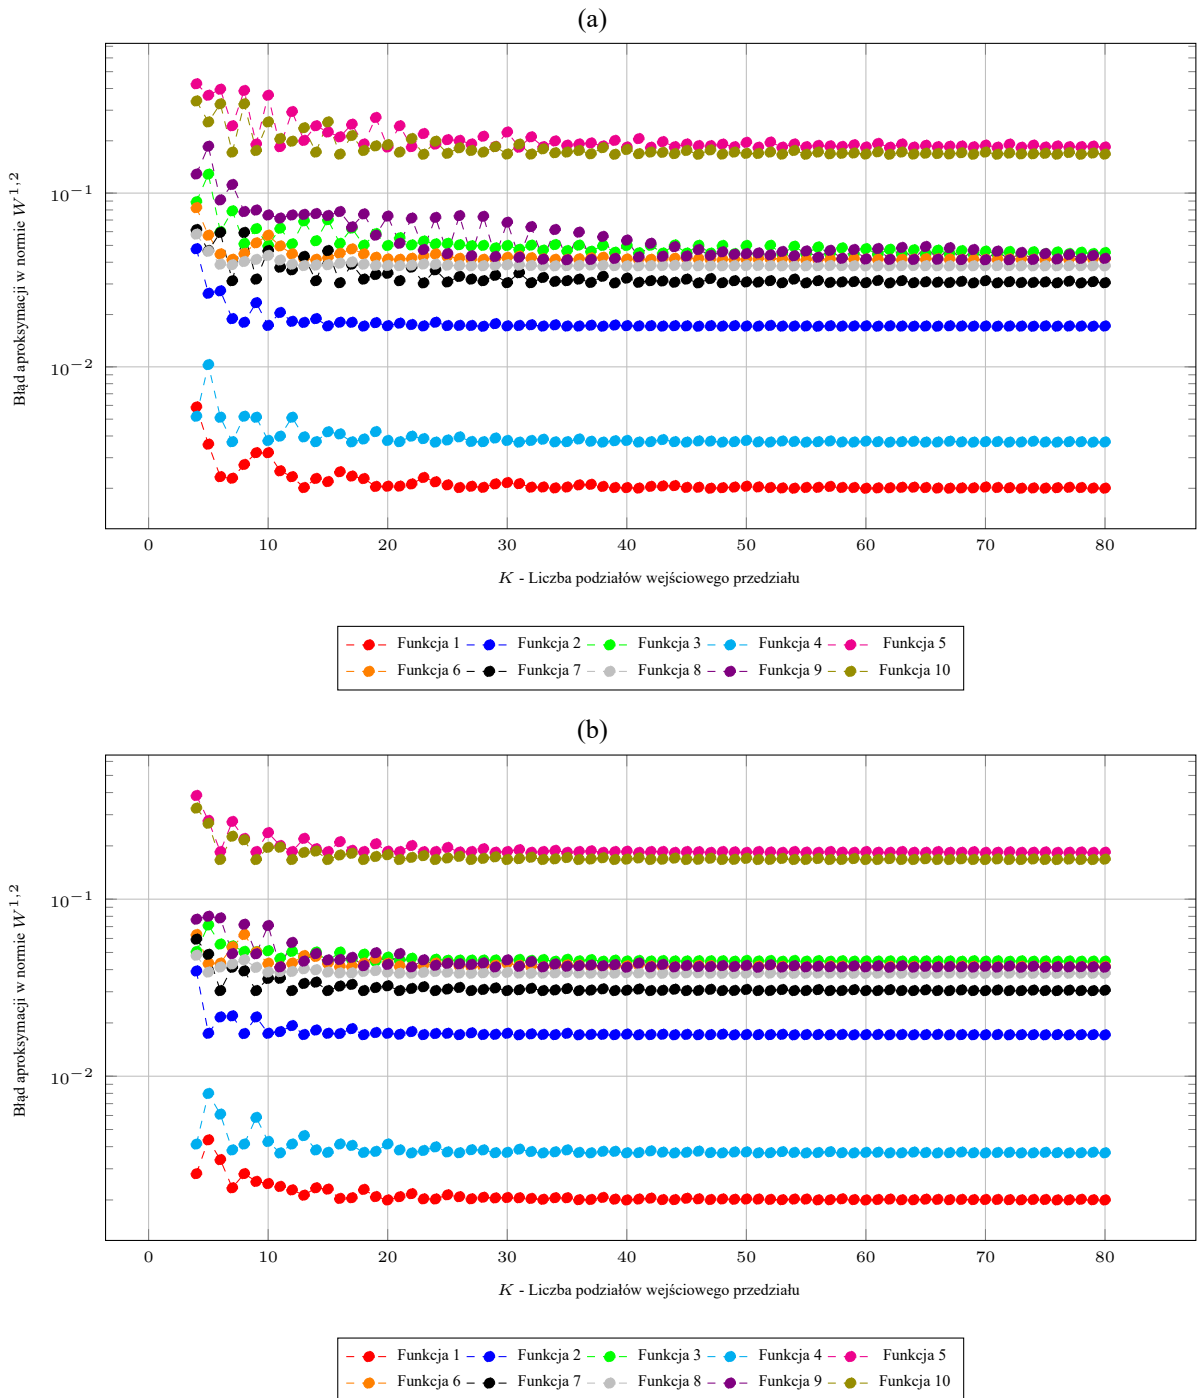 (a)
10⁻¹
10⁻²
Błąd aproksymacji w normie W¹,²
0 10 20 30 40 50 60 70 80
K - Liczba podziałów wejściowego przedziału
Funkcja 1 Funkcja 2 Funkcja 3 Funkcja 4 Funkcja 5
Funkcja 6 Funkcja 7 Funkcja 8 Funkcja 9 Funkcja 10
(b)
10⁻¹
10⁻²
Błąd aproksymacji w normie W¹,²
0 10 20 30 40 50 60 70 80
K - Liczba podziałów wejściowego przedziału
Funkcja 1 Funkcja 2 Funkcja 3 Funkcja 4 Funkcja 5
Funkcja 6 Funkcja 7 Funkcja 8 Funkcja 9 Funkcja 10